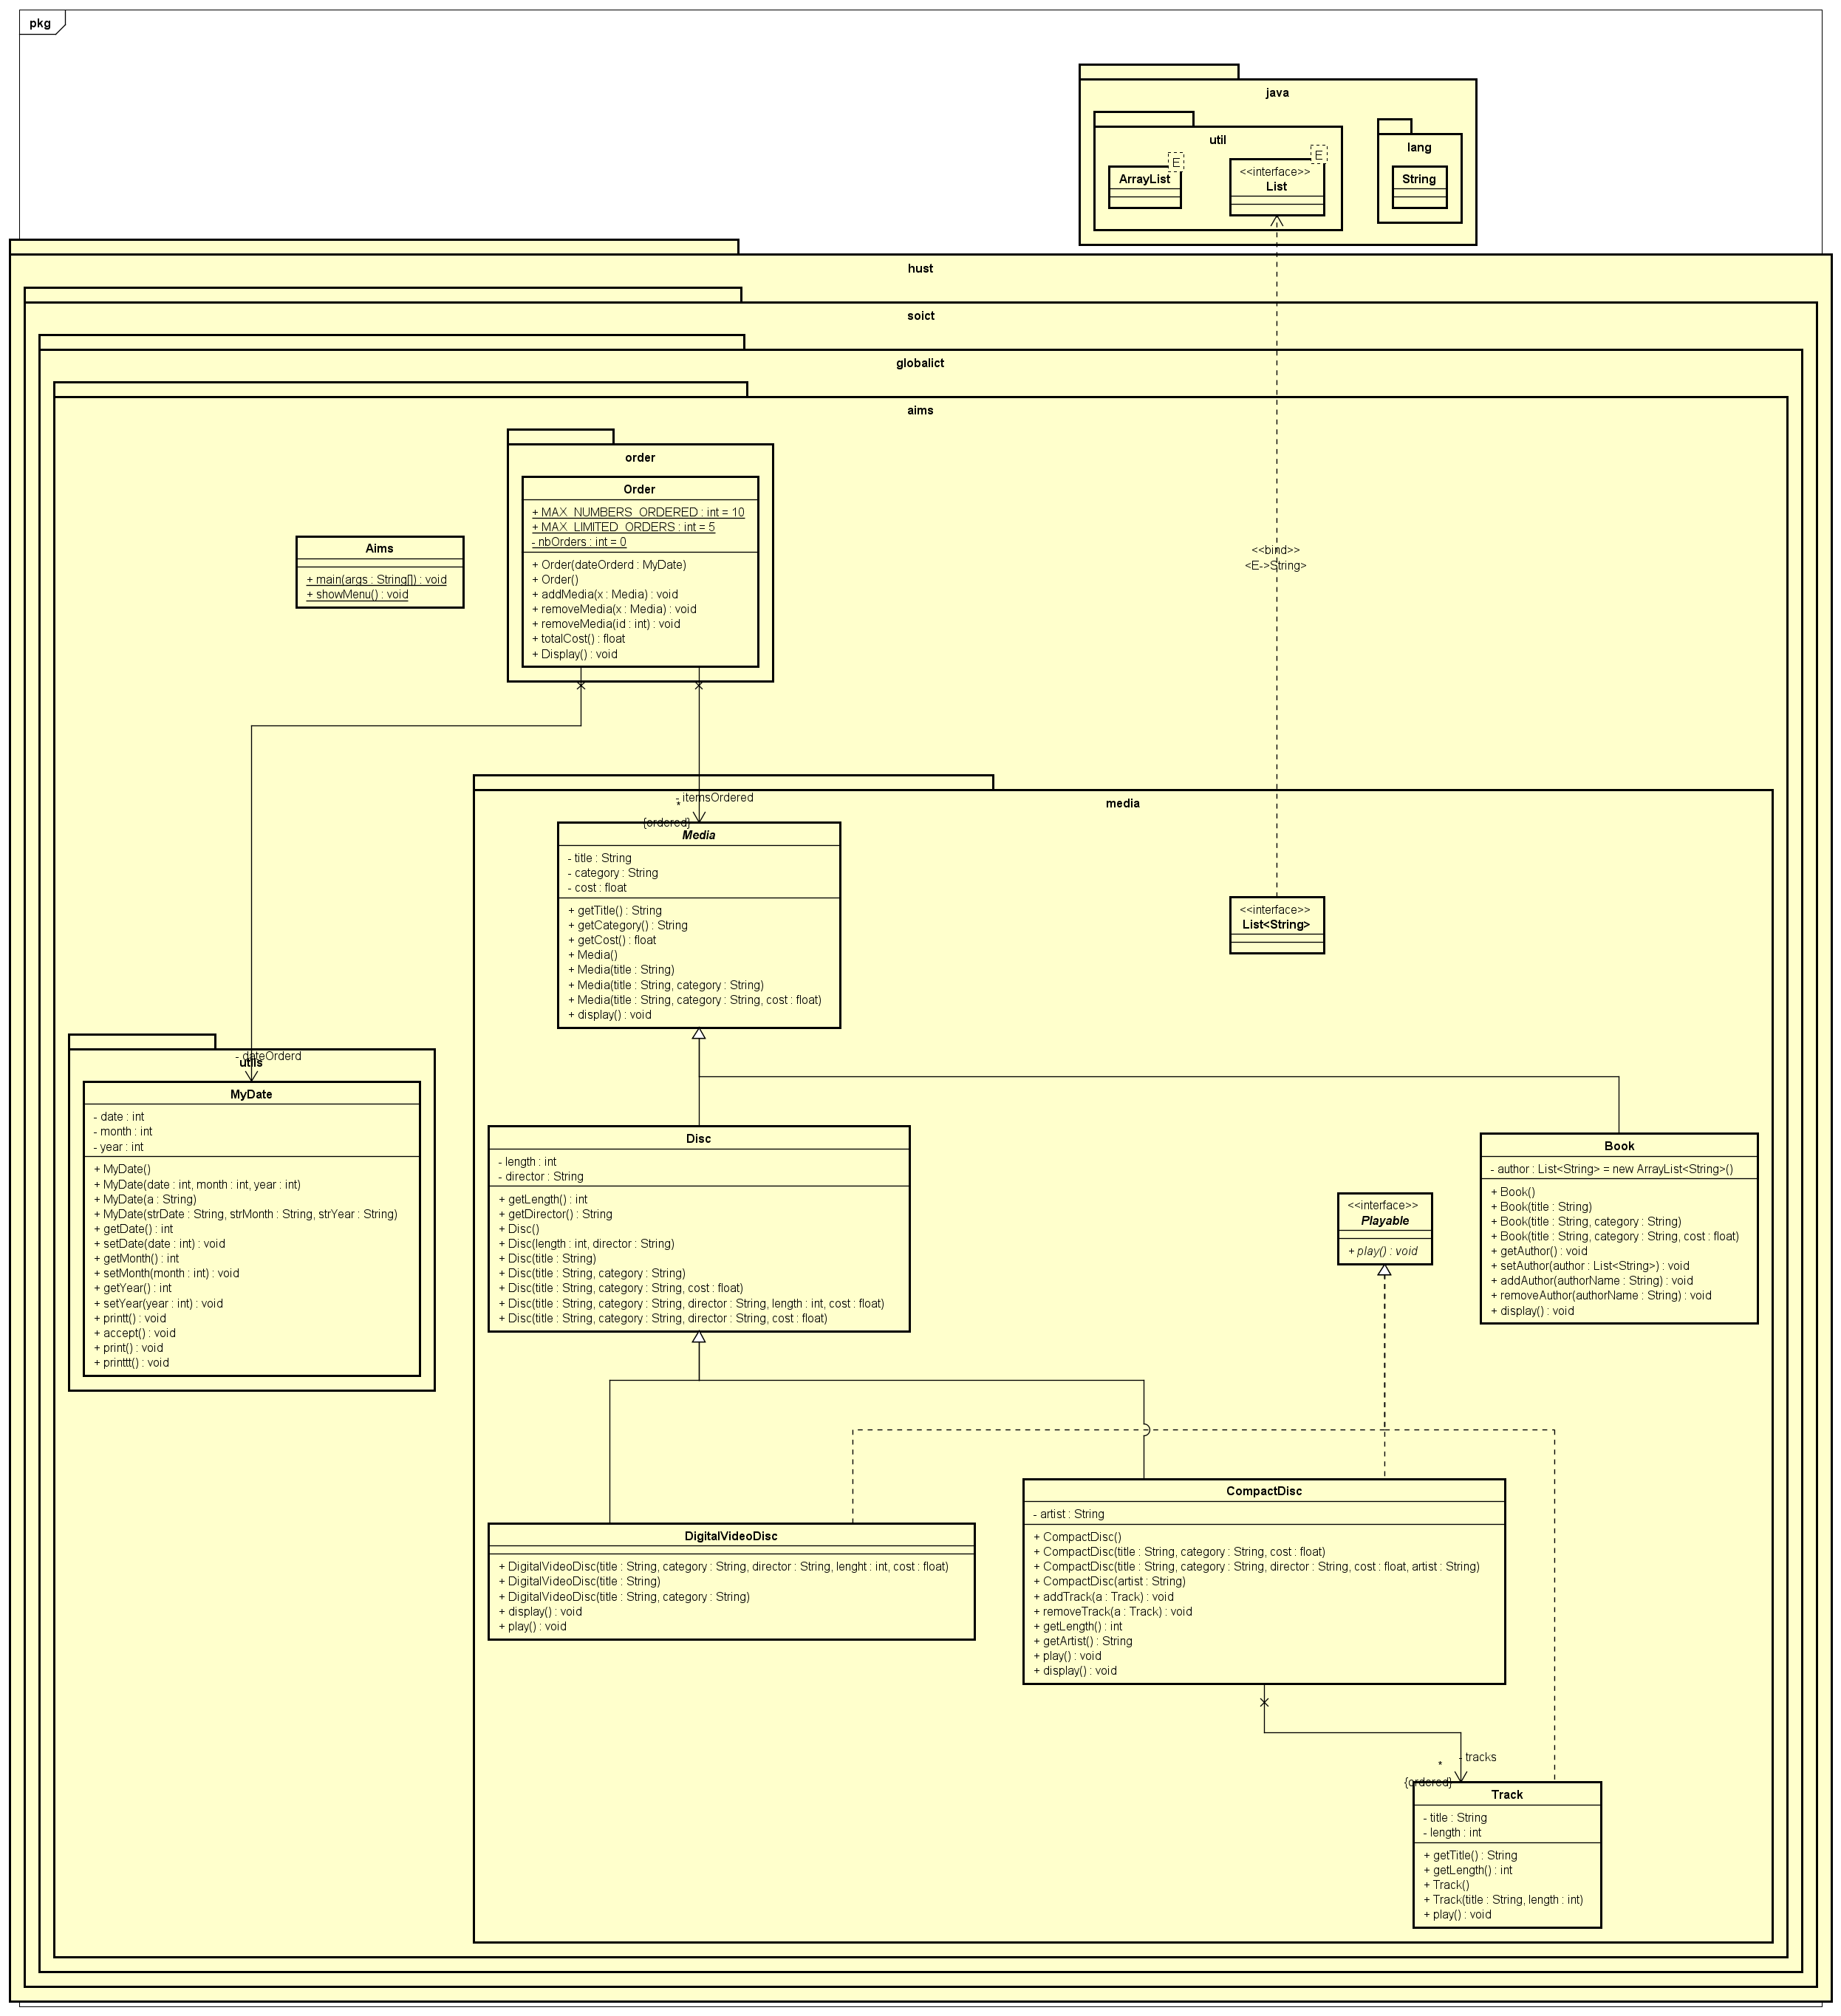 pkg
java
util
lang
E
E
ArrayList
<<interface>>
List
String
hust
soict
globalict
aims
order
Order
+ MAX_NUMBERS_ORDERED : int = 10
+ MAX_LIMITED_ORDERS : int = 5
- nbOrders : int = 0
+ Order(dateOrderd : MyDate)
+ Order()
+ addMedia(x : Media) : void
+ removeMedia(x : Media) : void
+ removeMedia(id : int) : void
+ totalCost() : float
+ Display() : void
Aims
+ main(args : String[]) : void
+ showMenu() : void
<<bind>>
<E->String>
media
- itemsOrdered
*
{ordered}
Media
- title : String
- category : String
- cost : float
+ getTitle() : String
+ getCategory() : String
+ getCost() : float
+ Media()
+ Media(title : String)
+ Media(title : String, category : String)
+ Media(title : String, category : String, cost : float)
+ display() : void
<<interface>>
List<String>
- dateOrderd
utils
MyDate
- date : int
- month : int
- year : int
+ MyDate()
+ MyDate(date : int, month : int, year : int)
+ MyDate(a : String)
+ MyDate(strDate : String, strMonth : String, strYear : String)
+ getDate() : int
+ setDate(date : int) : void
+ getMonth() : int
+ setMonth(month : int) : void
+ getYear() : int
+ setYear(year : int) : void
+ printt() : void
+ accept() : void
+ print() : void
+ printtt() : void
Disc
- length : int
- director : String
+ getLength() : int
+ getDirector() : String
+ Disc()
+ Disc(length : int, director : String)
+ Disc(title : String)
+ Disc(title : String, category : String)
+ Disc(title : String, category : String, cost : float)
+ Disc(title : String, category : String, director : String, length : int, cost : float)
+ Disc(title : String, category : String, director : String, cost : float)
<<interface>>
Playable
+ play() : void
Book
- author : List<String> = new ArrayList<String>()
+ Book()
+ Book(title : String)
+ Book(title : String, category : String)
+ Book(title : String, category : String, cost : float)
+ getAuthor() : void
+ setAuthor(author : List<String>) : void
+ addAuthor(authorName : String) : void
+ removeAuthor(authorName : String) : void
+ display() : void
DigitalVideoDisc
+ DigitalVideoDisc(title : String, category : String, director : String, lenght : int, cost : float)
+ DigitalVideoDisc(title : String)
+ DigitalVideoDisc(title : String, category : String)
+ display() : void
+ play() : void
CompactDisc
- artist : String
+ CompactDisc()
+ CompactDisc(title : String, category : String, cost : float)
+ CompactDisc(title : String, category : String, director : String, cost : float, artist : String)
+ CompactDisc(artist : String)
+ addTrack(a : Track) : void
+ removeTrack(a : Track) : void
+ getLength() : int
+ getArtist() : String
+ play() : void
+ display() : void
- tracks
*
{ordered}
Track
- title : String
- length : int
+ getTitle() : String
+ getLength() : int
+ Track()
+ Track(title : String, length : int)
+ play() : void